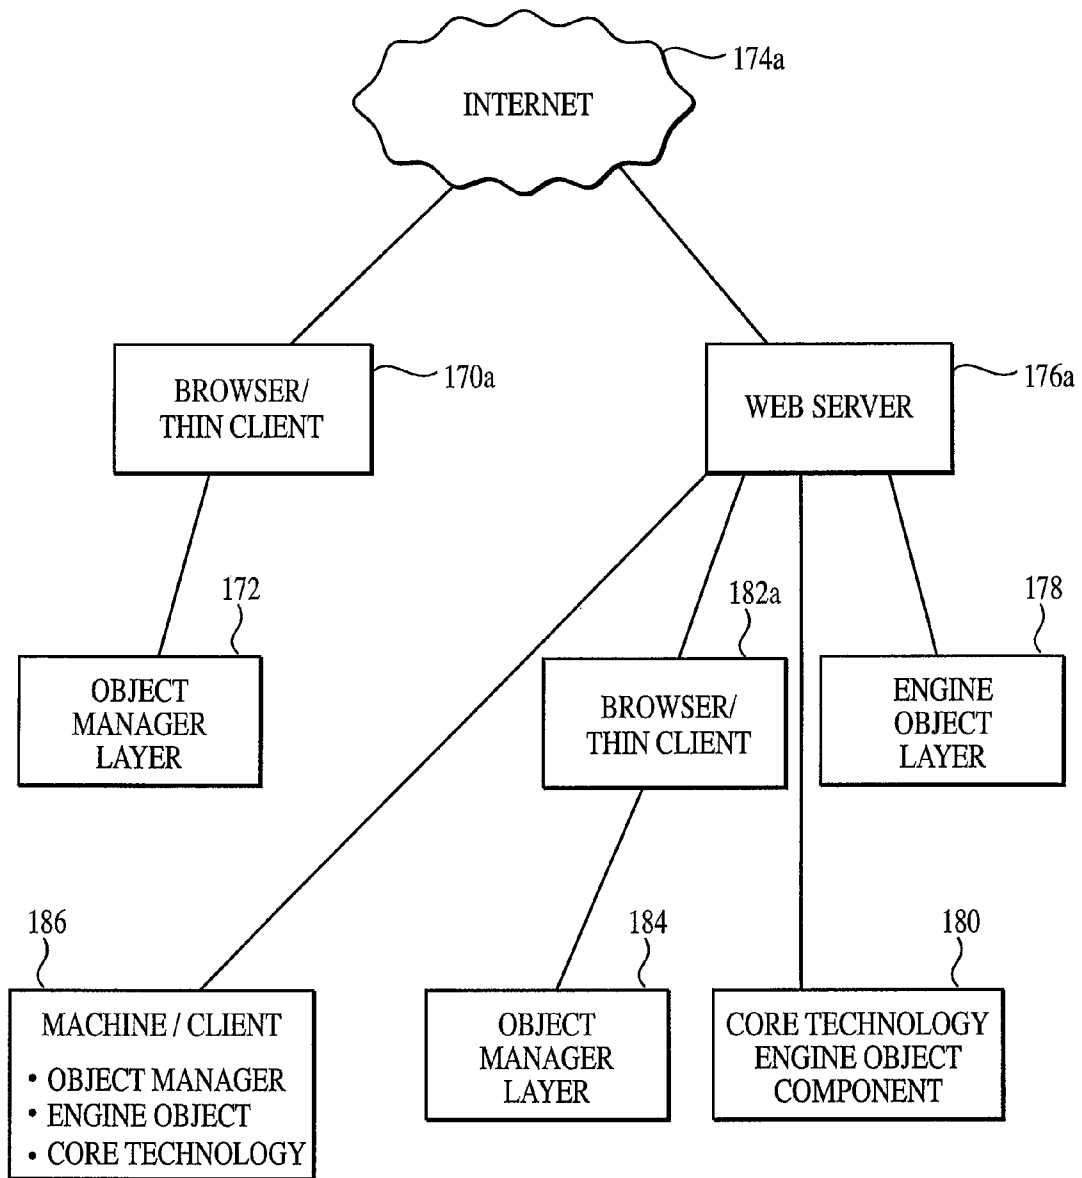 INTERNET
174a
BROWSER/
THIN CLIENT
170a
WEB SERVER
176a
172
OBJECT
MANAGER
LAYER
182a
BROWSER/
THIN CLIENT
178
ENGINE
OBJECT
LAYER
186
MACHINE / CLIENT
• OBJECT MANAGER
• ENGINE OBJECT
• CORE TECHNOLOGY
184
OBJECT
MANAGER
LAYER
180
CORE TECHNOLOGY
ENGINE OBJECT
COMPONENT